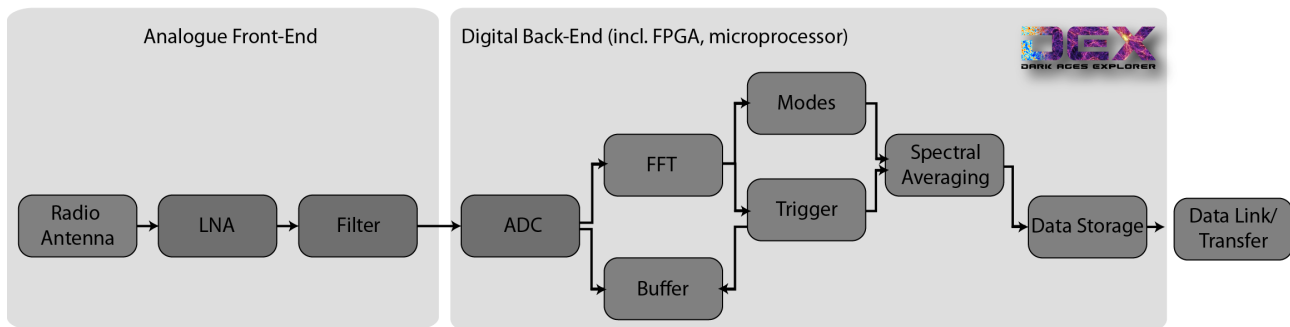 Analogue Front-End
Digital Back-End (incl. FPGA, microprocessor)
DEX
DARK AGES EXPLORER
Radio
Antenna
LNA
Filter
ADC
FFT
Buffer
Modes
Trigger
Spectral
Averaging
Data Storage
Data Link/
Transfer